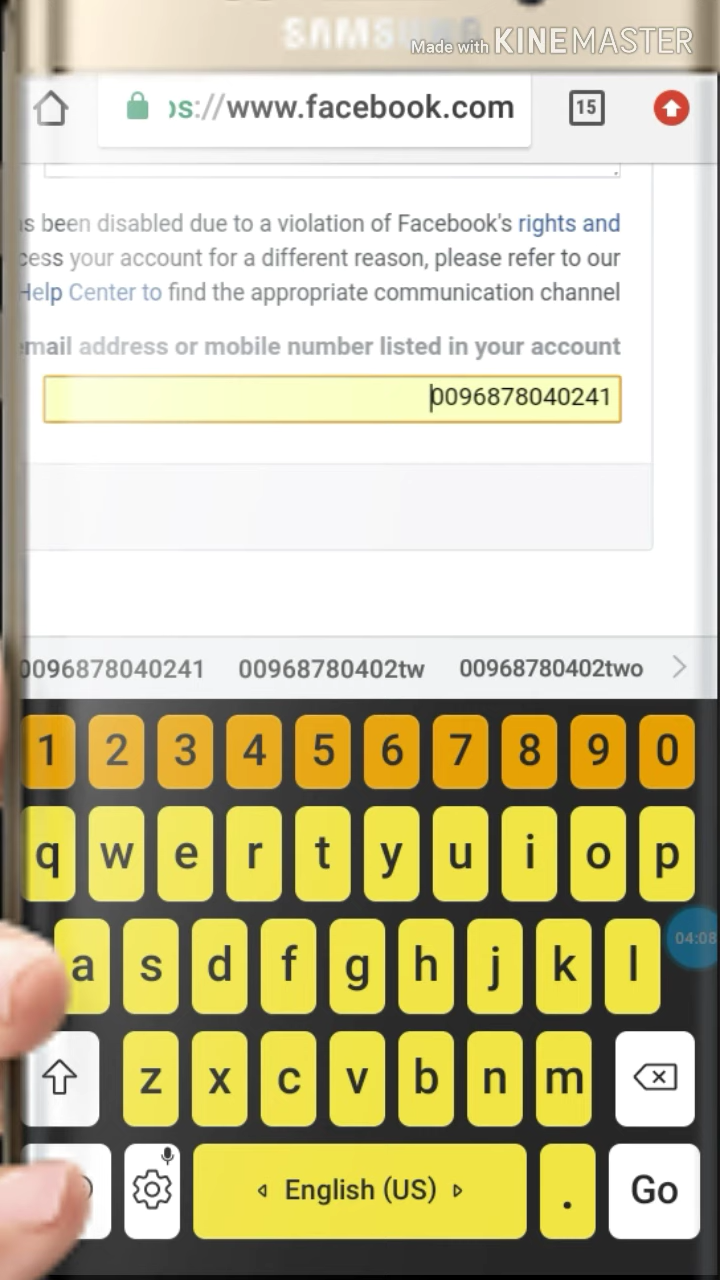 SAMSUNG
Made with KINEMASTER
https://www.facebook.com
15
been disabled due to a violation of Facebook's rights and
your account for a different reason, please refer to our
Help Center to find the appropriate communication channel
address or mobile number listed in your account
0096878040241
0096878040241 00968780402tw 00968780402two
1 2 3 4 5 6 7 8 9 0
q w e r t y u i o p
04:08
a s d f g h j k l
z x c v b n m
English (US) . Go